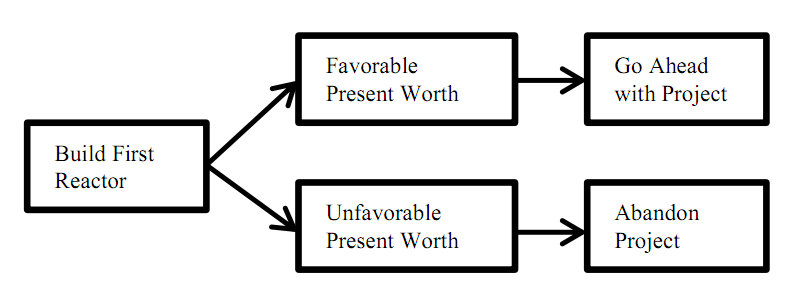 Build First
Reactor
Favorable
Present Worth
Go Ahead
with Project
Unfavorable
Present Worth
Abandon
Project